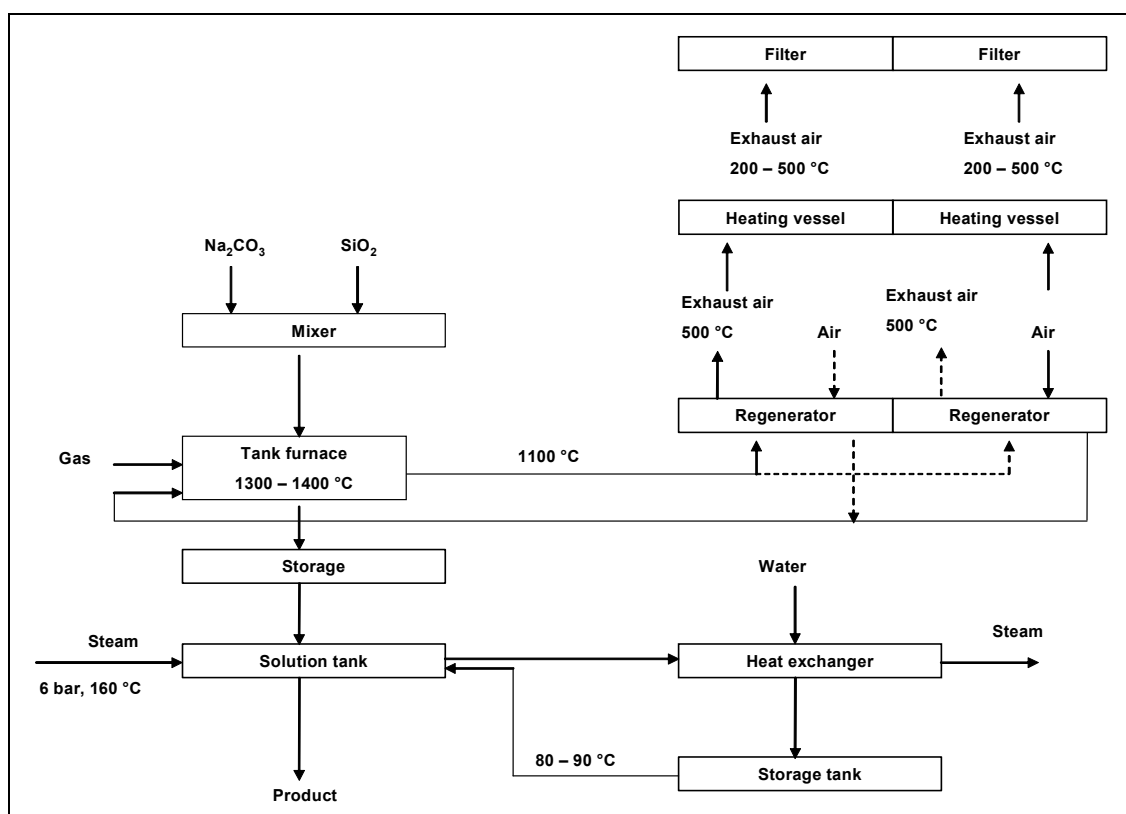 Filter
Filter
Exhaust air
200 – 500 °C
Exhaust air
200 – 500 °C
Heating vessel
Heating vessel
Na₂CO₃
SiO₂
Exhaust air
500 °C
Air
Exhaust air
500 °C
Air
Mixer
Regenerator
Regenerator
Gas
Tank furnace
1300 – 1400 °C
1100 °C
Storage
Water
Steam
6 bar, 160 °C
Solution tank
Heat exchanger
Steam
80 – 90 °C
Storage tank
Product